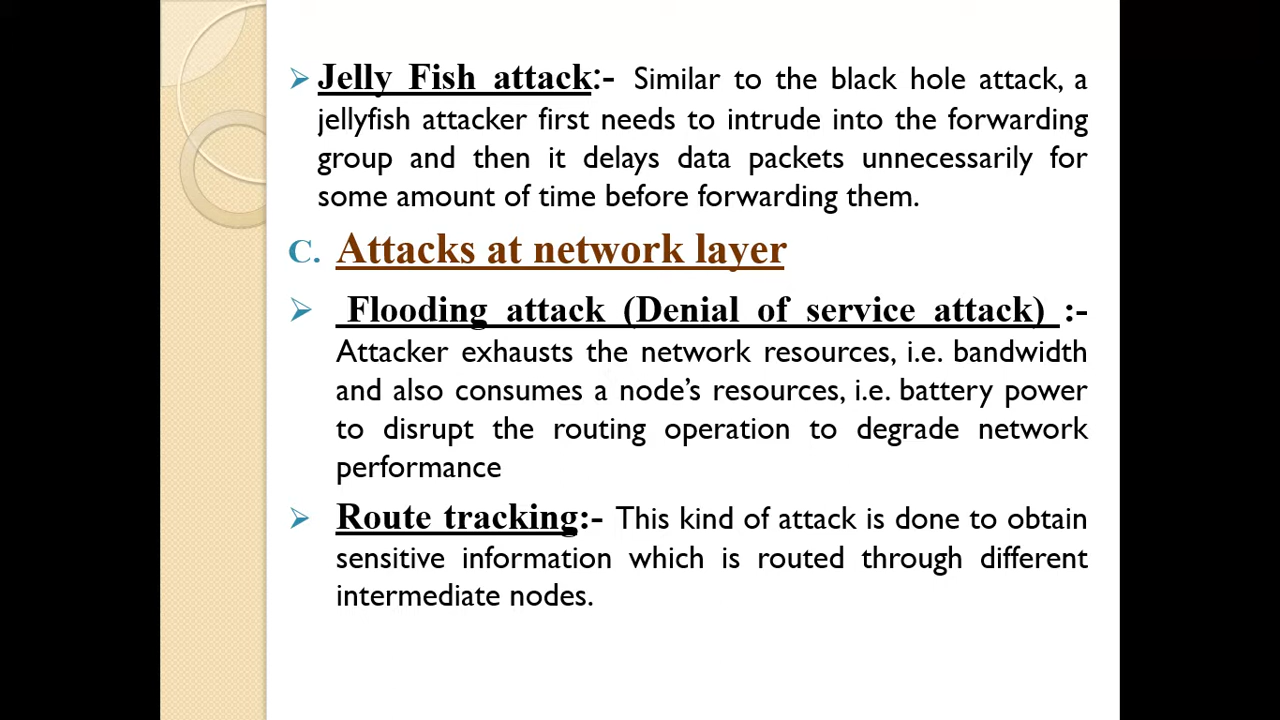 ➢ Jelly Fish attack:- Similar to the black hole attack, a
jellyfish attacker first needs to intrude into the forwarding
group and then it delays data packets unnecessarily for
some amount of time before forwarding them.
C. Attacks at network layer
➢ Flooding attack (Denial of service attack) :-
Attacker exhausts the network resources, i.e. bandwidth
and also consumes a node’s resources, i.e. battery power
to disrupt the routing operation to degrade network
performance
➢ Route tracking:- This kind of attack is done to obtain
sensitive information which is routed through different
intermediate nodes.